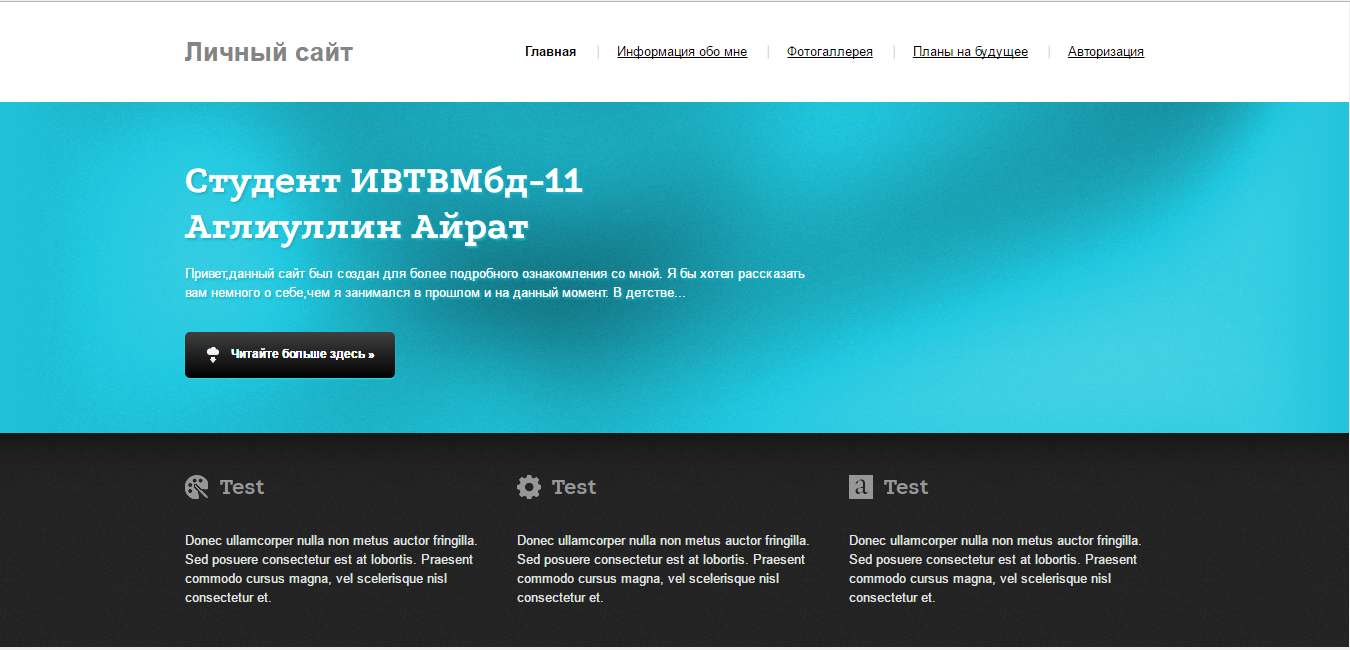 Личный сайт
Главная | Информация обо мне | Фотогаллерея | Планы на будущее | Авторизация
Студент ИВТВМбд-11
Аглиуллин Айрат
Привет,данный сайт был создан для более подробного ознакомления со мной. Я бы хотел рассказать
вам немного о себе,чем я занимался в прошлом и на данный момент. В детстве...
Читайте больше здесь »
Test
Donec ullamcorper nulla non metus auctor fringilla.
Sed posuere consectetur est at lobortis. Praesent
commodo cursus magna, vel scelerisque nisl
consectetur et.
Test
Donec ullamcorper nulla non metus auctor fringilla.
Sed posuere consectetur est at lobortis. Praesent
commodo cursus magna, vel scelerisque nisl
consectetur et.
a Test
Donec ullamcorper nulla non metus auctor fringilla.
Sed posuere consectetur est at lobortis. Praesent
commodo cursus magna, vel scelerisque nisl
consectetur et.